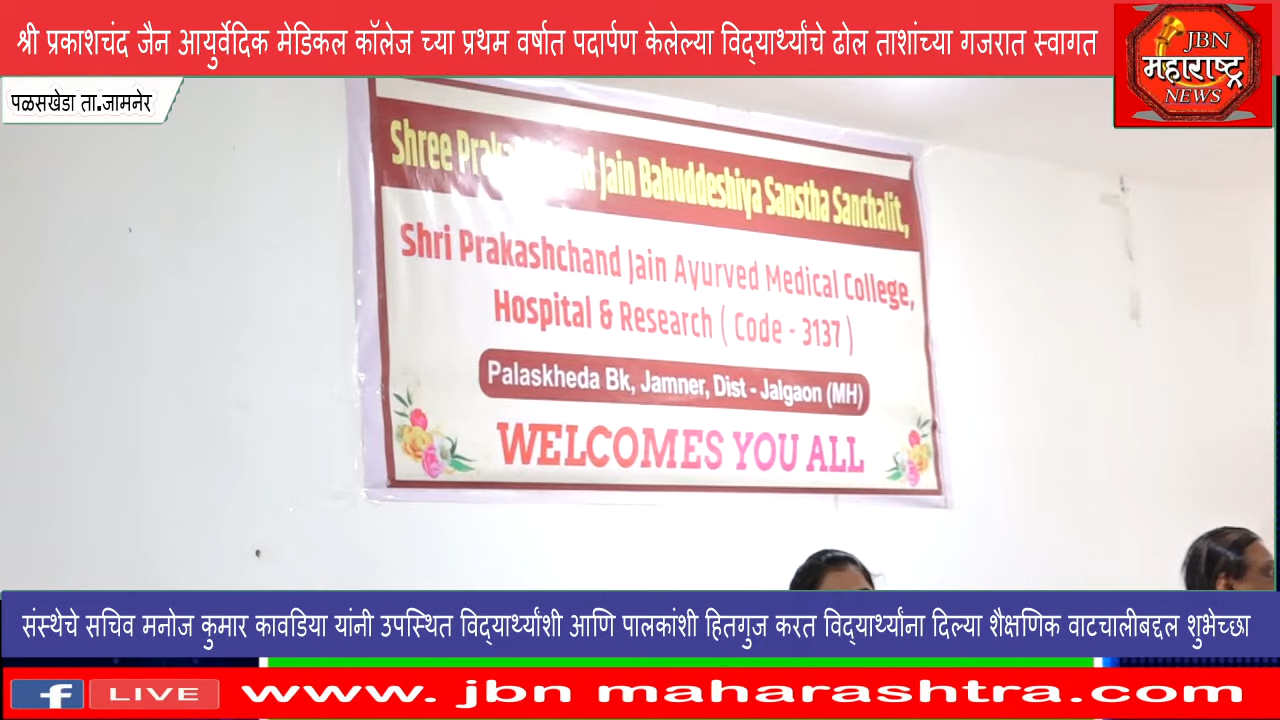 श्री प्रकाशचंद जैन आयुर्वेदिक मेडिकल कॉलेज च्या प्रथम वर्षात पदार्पण केलेल्या विद्यार्थ्यांचे ढोल ताशांच्या गजरात स्वागत
JBN
महाराष्ट्र
NEWS
पळसखेडा ता.जामनेर
Shree Prakashchand Jain Bahuddeshiya Sanstha Sanchalit,
Shri Prakashchand Jain Ayurved Medical College,
Hospital & Research ( Code - 3137 )
Palaskheda Bk, Jamner, Dist - Jalgaon (MH)
WELCOMES YOU ALL
संस्थेचे सचिव मनोज कुमार कावडिया यांनी उपस्थित विद्यार्थ्यांशी आणि पालकांशी हितगुज करत विद्यार्थ्यांना दिल्या शैक्षणिक वाटचालीबद्दल शुभेच्छा
f LIVE www. jbn maharashtra.com